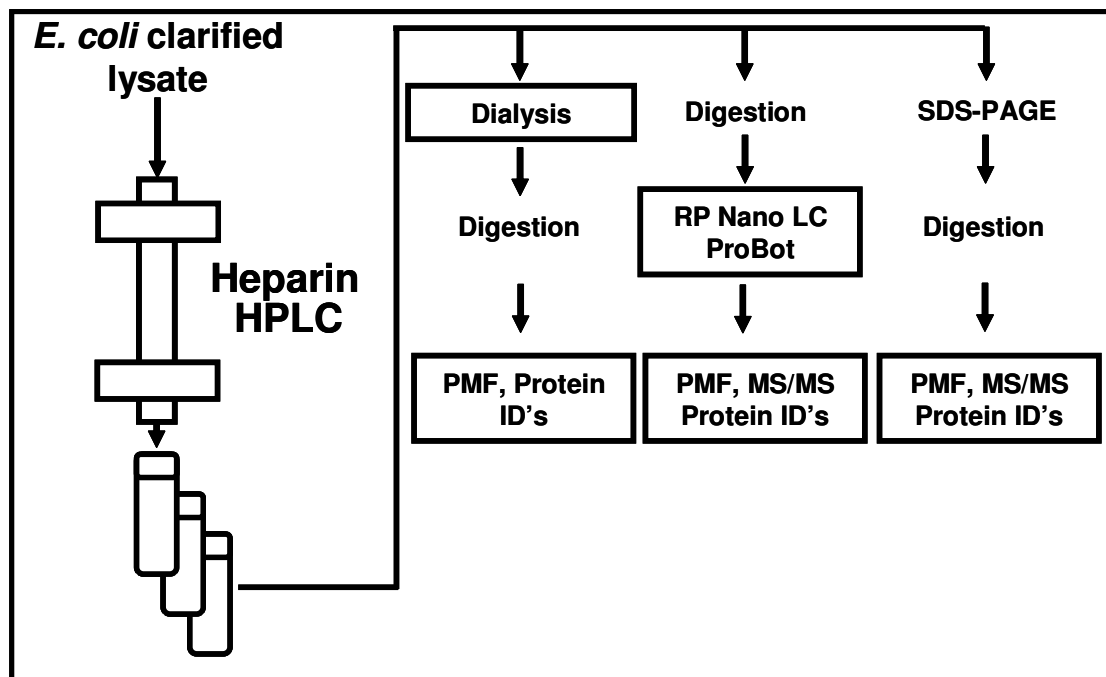 E. coli clarified
lysate
Heparin
HPLC
Dialysis
Digestion
PMF, Protein
ID's
Digestion
RP Nano LC
ProBot
PMF, MS/MS
Protein ID's
SDS-PAGE
Digestion
PMF, MS/MS
Protein ID's